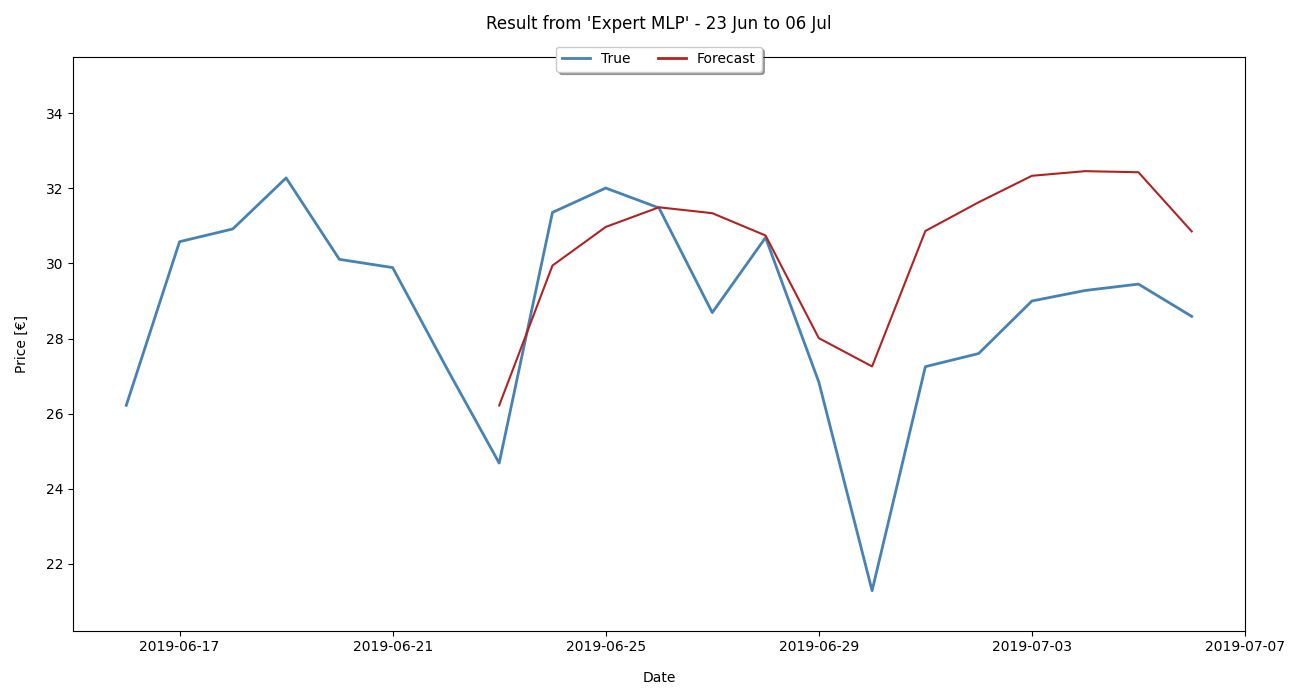 Result from 'Expert MLP' - 23 Jun to 06 Jul
True Forecast
34
32
30
28
26
24
22
Price [€]
2019-06-17 2019-06-21 2019-06-25 2019-06-29 2019-07-03 2019-07-07
Date